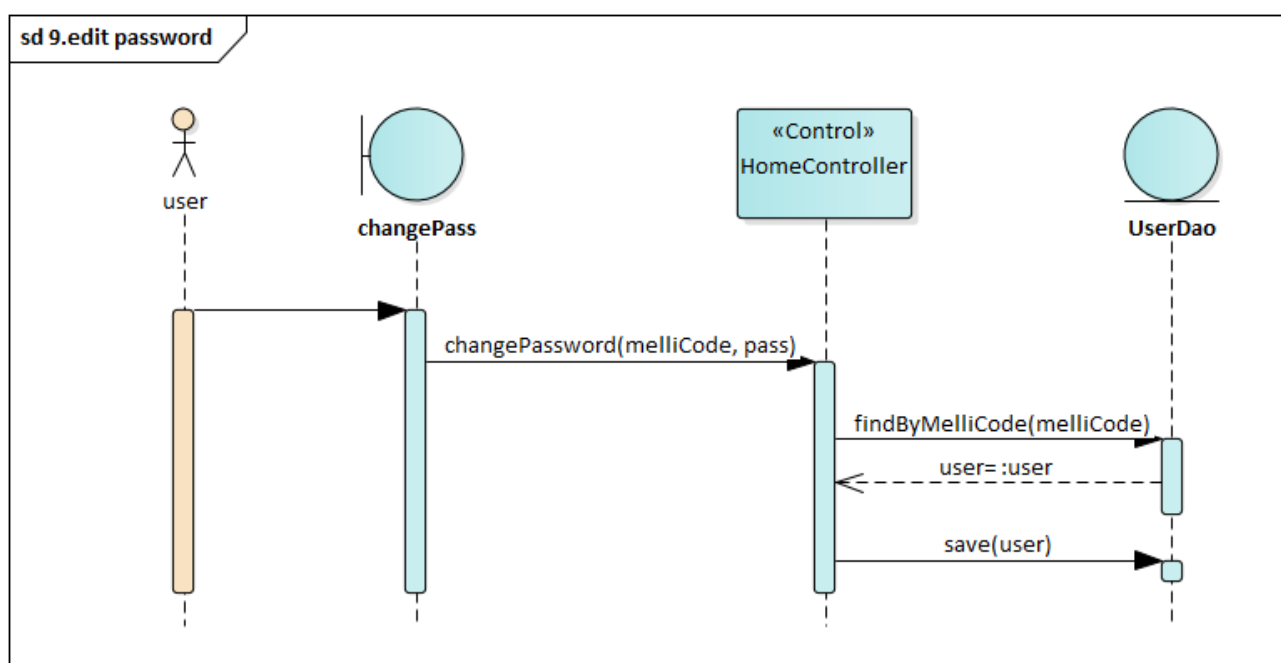 sd 9.edit password
user
changePass
«Control»
HomeController
UserDao
changePassword(melliCode, pass)
findByMelliCode(melliCode)
user= :user
save(user)